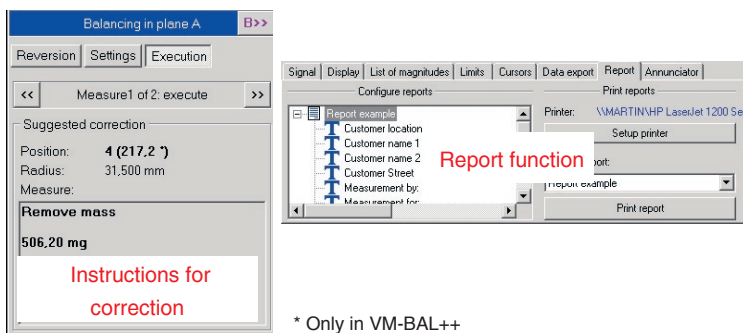 Balancing in plane A
B>>
Reversion Settings Execution
<< Measure1 of 2: execute >>
Suggested correction
Position: 4 (217,2 °)
Radius: 31,500 mm
Measure:
Remove mass
506,20 mg
Instructions for
correction
Signal Display List of magnitudes Limits Cursors Data export Report Annunciator
Configure reports
Report example
Customer location
Customer name 1
Customer name 2
Customer Street
Measurement by:
Measurement for:
Report function
Print reports
Printer: \\MARTIN\HP LaserJet 1200 Se
Setup printer
ort:
Report example
Print report
* Only in VM-BAL++